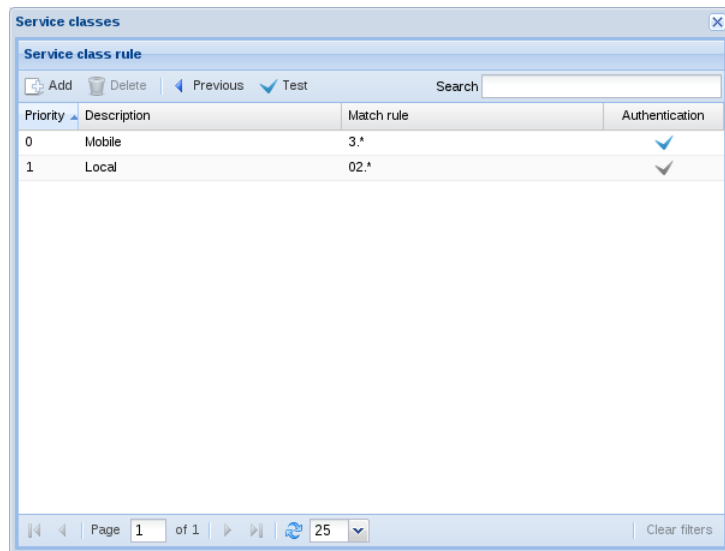 Service classes
Service class rule
Add Delete Previous Test Search
Priority Description Match rule Authentication
0 Mobile 3.*
1 Local 02.*
Page 1 of 1 25 Clear filters